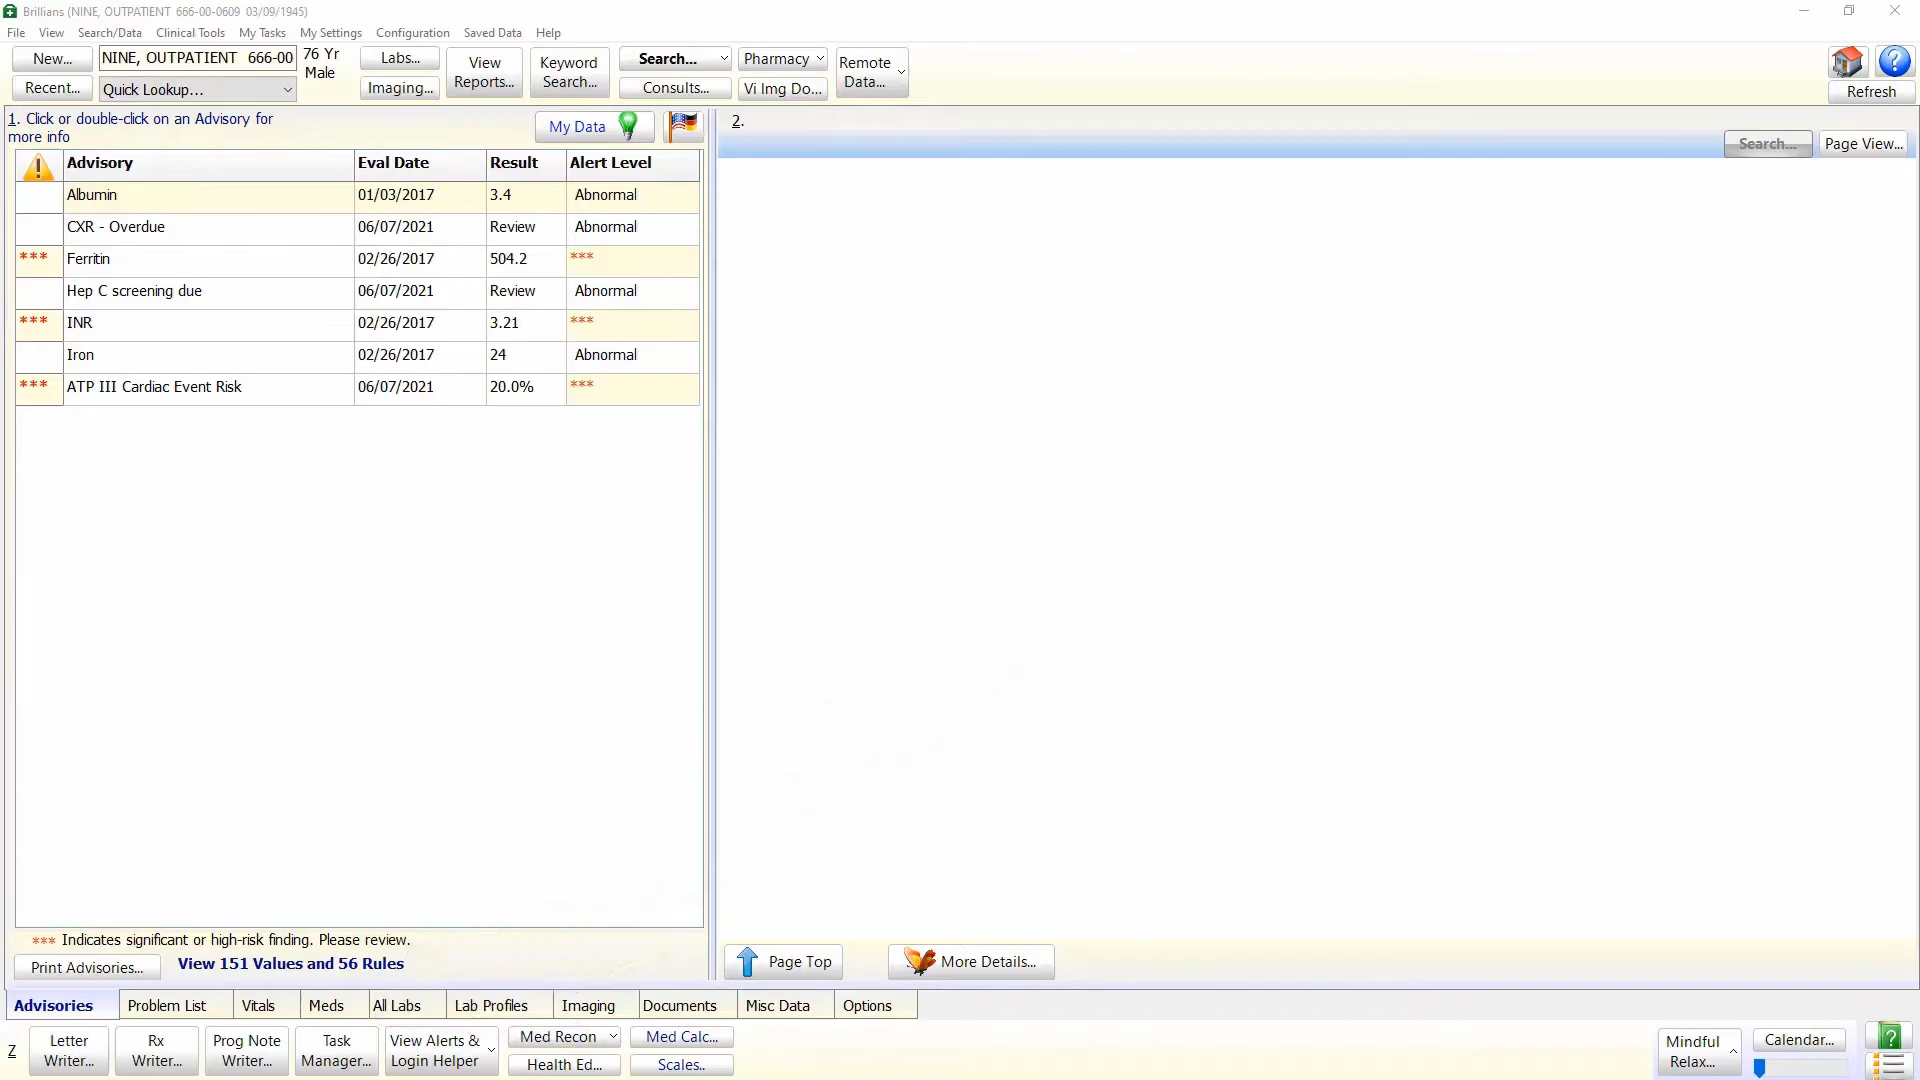 Brillians (NINE, OUTPATIENT 666-00-0609 03/09/1945)
File View Search/Data Clinical Tools My Tasks My Settings Configuration Saved Data Help
New... NINE, OUTPATIENT 666-00 76 Yr Male Labs... View Reports... Keyword Search... Search... Pharmacy Remote Data...
Recent... Quick Lookup... Imaging... Consults... Vi Img Do... Refresh
1. Click or double-click on an Advisory for
more info
My Data
2.
Search... Page View...
Advisory Eval Date Result Alert Level
Albumin 01/03/2017 3.4 Abnormal
CXR - Overdue 06/07/2021 Review Abnormal
*** Ferritin 02/26/2017 504.2 ***
Hep C screening due 06/07/2021 Review Abnormal
*** INR 02/26/2017 3.21 ***
Iron 02/26/2017 24 Abnormal
*** ATP III Cardiac Event Risk 06/07/2021 20.0% ***
*** Indicates significant or high-risk finding. Please review.
Print Advisories... View 151 Values and 56 Rules
Page Top More Details...
Advisories Problem List Vitals Meds All Labs Lab Profiles Imaging Documents Misc Data Options
Z Letter Writer... Rx Writer... Prog Note Writer... Task Manager... View Alerts & Login Helper Med Recon Med Calc... Mindful Relax... Calendar...
Health Ed... Scales..